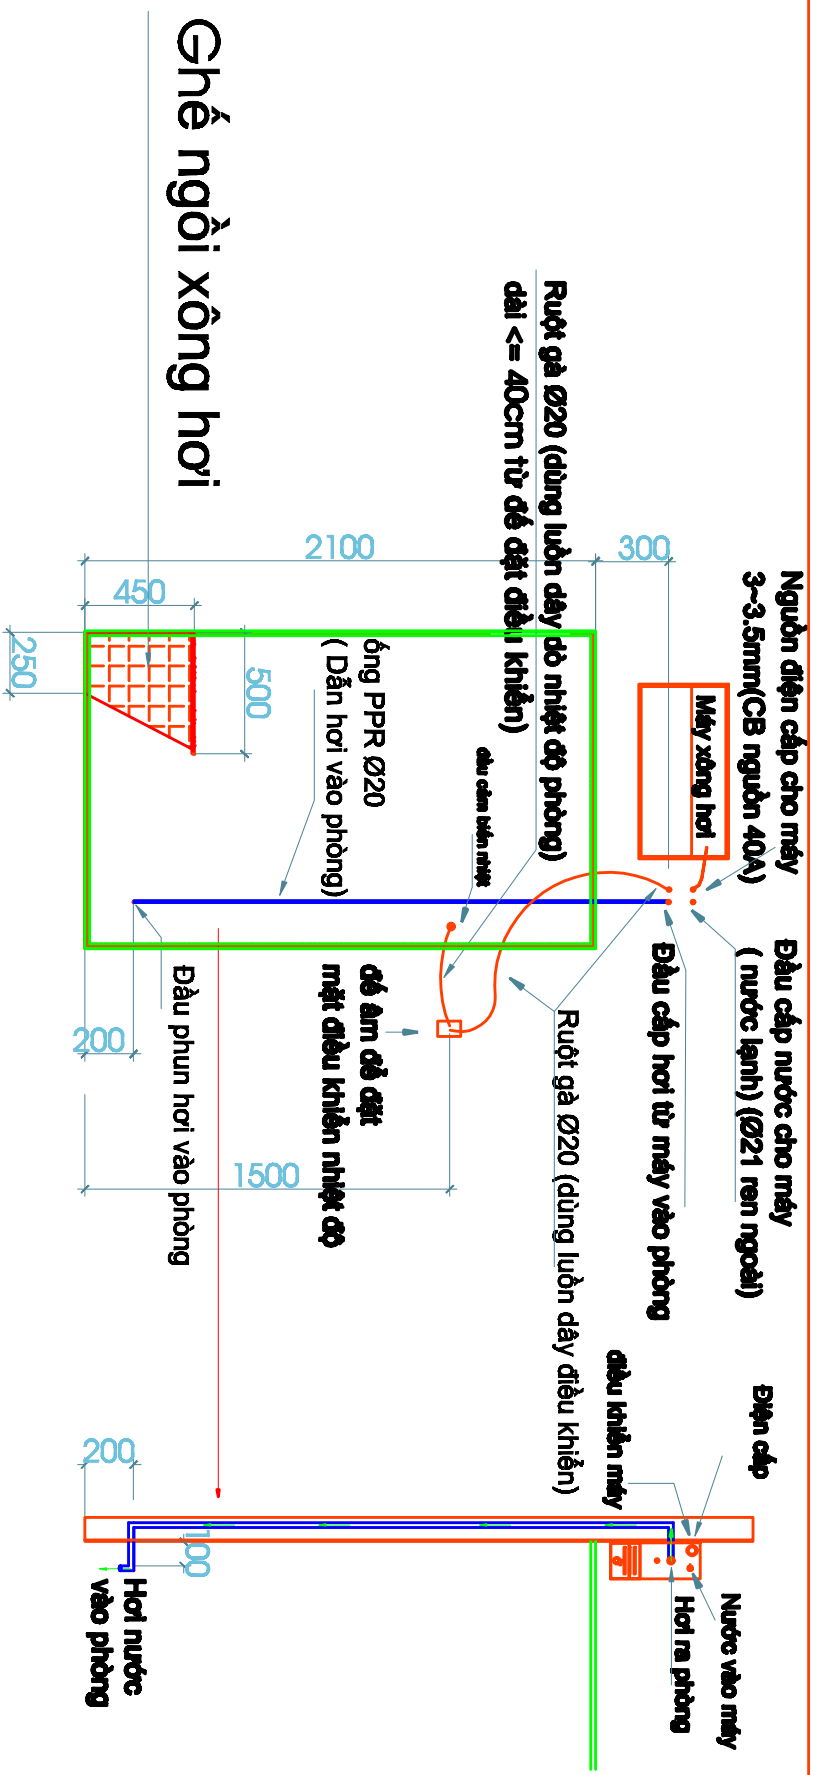 Nguồn điện cấp cho máy
3~3.5mm(CB nguồn 40A)
Đầu cấp nước cho máy
( nước lạnh) (Ø21 ren ngoài)
Điện cấp
Nước vào máy
Máy xông hơi
Đầu cấp hơi từ máy vào phòng
điều khiển máy
Hơi ra phòng
300
Ruột gà Ø20 (dùng luồn dây dò nhiệt độ phòng)
dài <= 40cm từ đế đặt điều khiển)
Ruột gà Ø20 (dùng luồn dây điều khiển)
đầu cảm biến nhiệt
2100
ống PPR Ø20
( Dẫn hơi vào phòng)
đế âm để đặt
mặt điều khiển nhiệt độ
500
1500
Ghế ngồi xông hơi
450
Đầu phun hơi vào phòng
100
200
200
Hơi nước
vào phòng
250